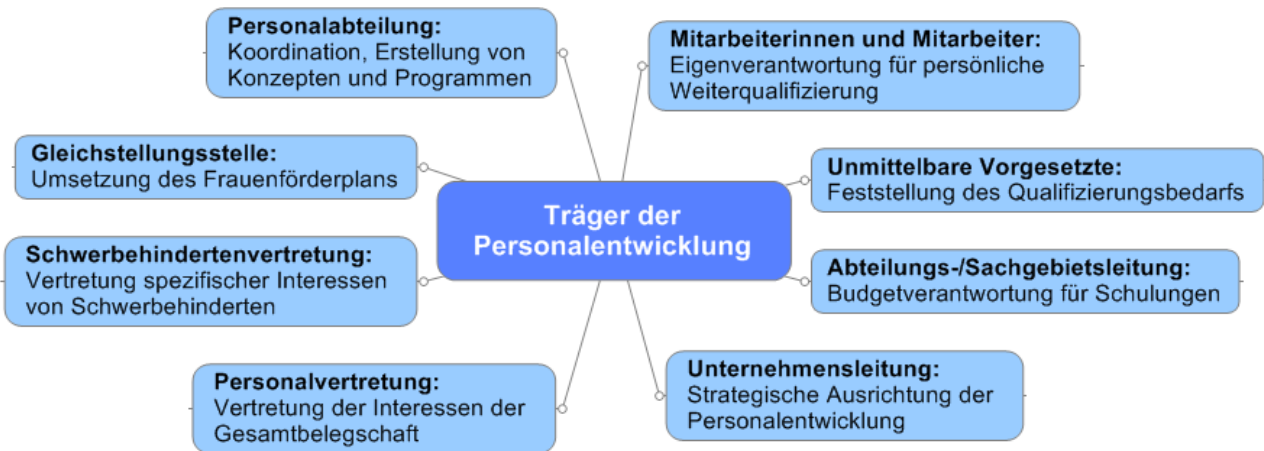 Personalabteilung:
Koordination, Erstellung von
Konzepten und Programmen
Mitarbeiterinnen und Mitarbeiter:
Eigenverantwortung für persönliche
Weiterqualifizierung
Gleichstellungsstelle:
Umsetzung des Frauenförderplans
Unmittelbare Vorgesetzte:
Feststellung des Qualifizierungsbedarfs
Träger der
Personalentwicklung
Schwerbehindertenvertretung:
Vertretung spezifischer Interessen
von Schwerbehinderten
Abteilungs-/Sachgebietsleitung:
Budgetverantwortung für Schulungen
Personalvertretung:
Vertretung der Interessen der
Gesamtbelegschaft
Unternehmensleitung:
Strategische Ausrichtung der
Personalentwicklung